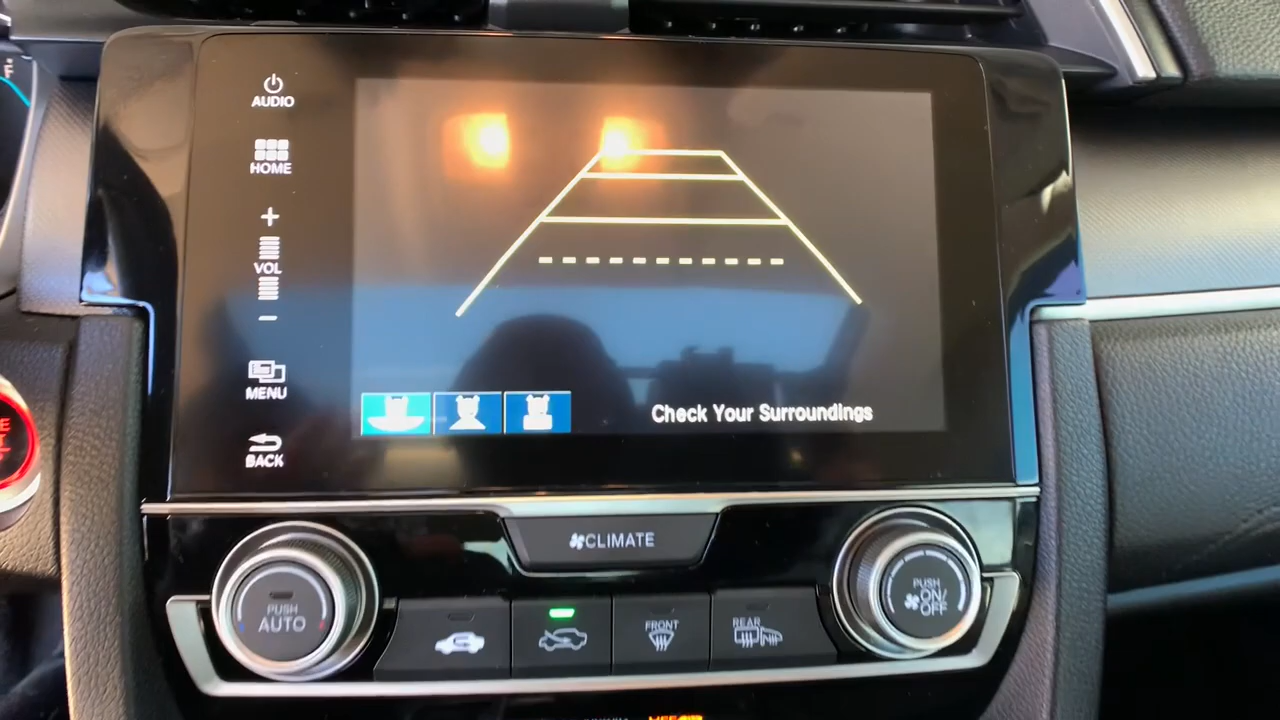 F
AUDIO
HOME
+
VOL
-
MENU
BACK
Check Your Surroundings
CLIMATE
PUSH
AUTO
FRONT
REAR
PUSH
ON/
OFF